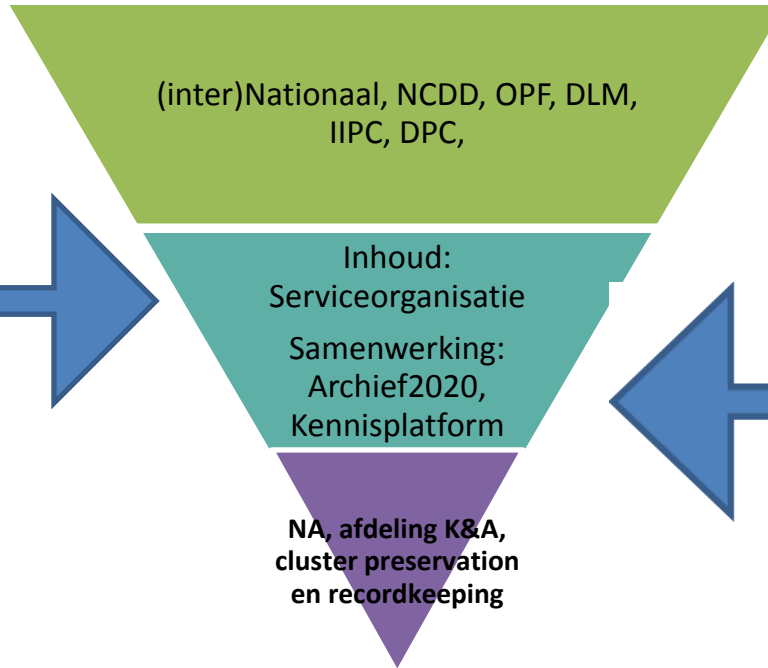 (inter)Nationaal, NCDD, OPF, DLM,
IIPC, DPC,
Inhoud:
Serviceorganisatie
Samenwerking:
Archief2020,
Kennisplatform
NA, afdeling K&A,
cluster preservation
en recordkeeping